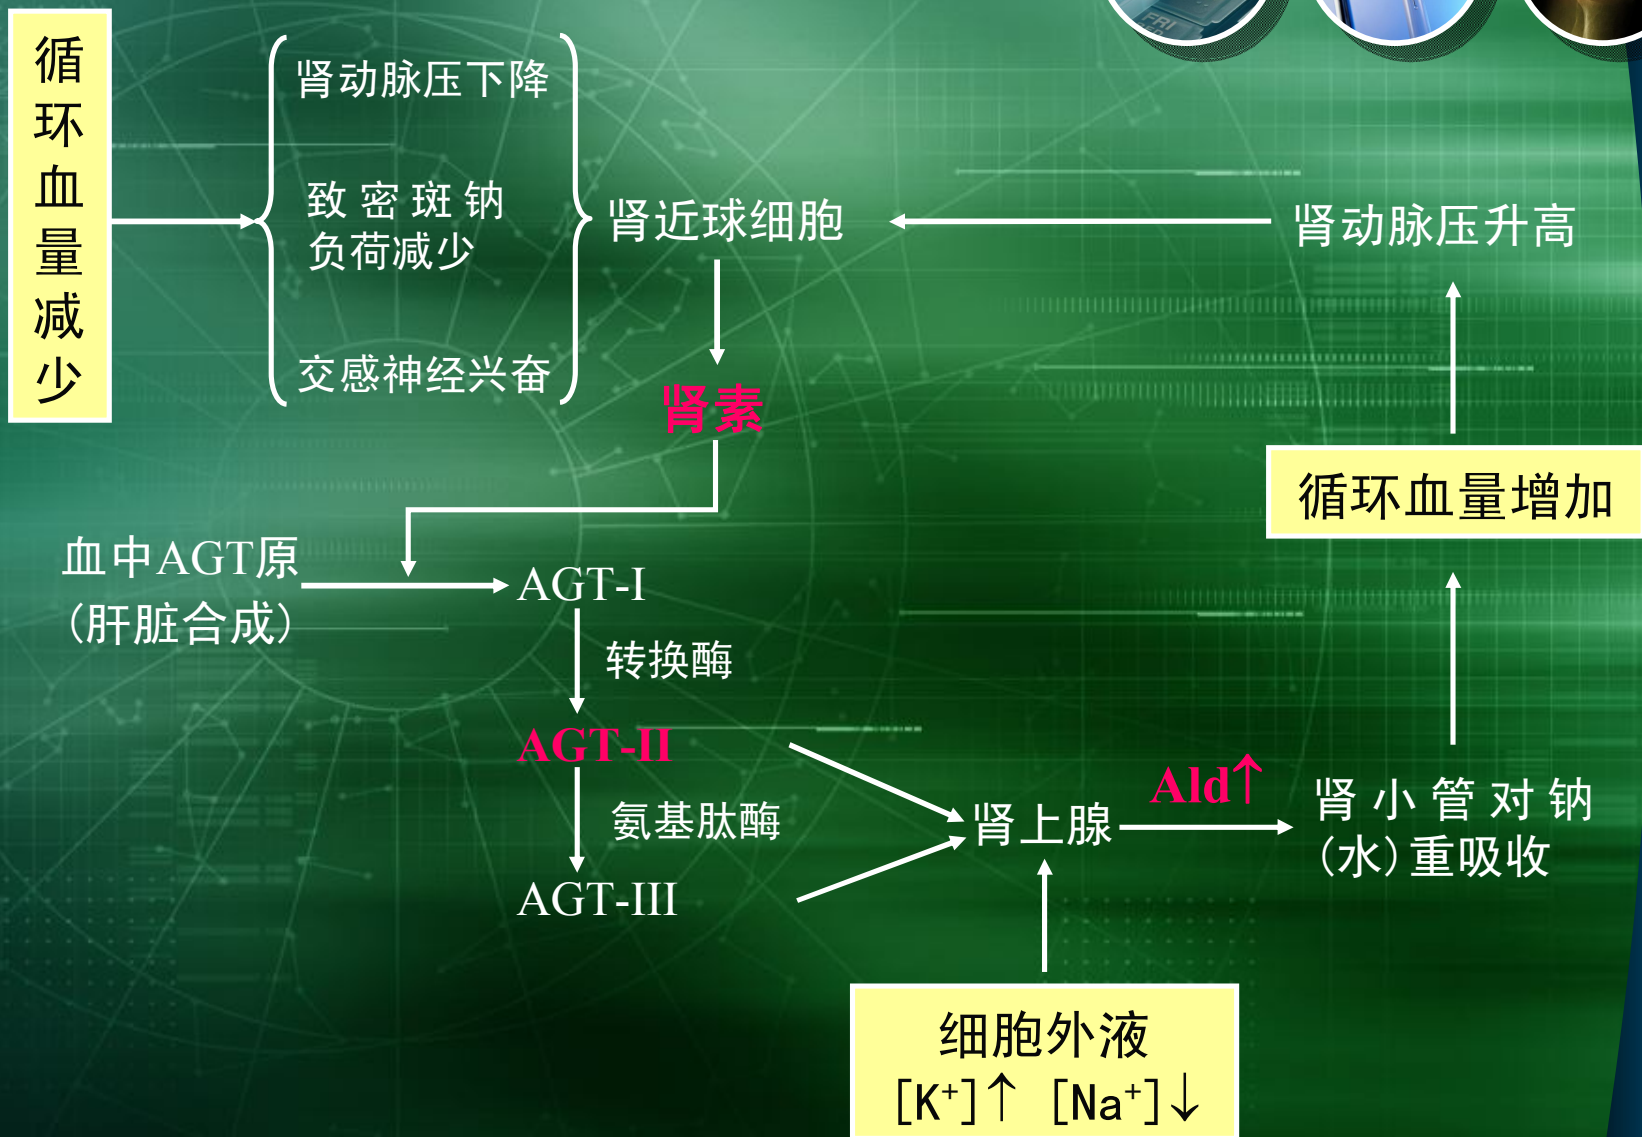 循环血量减少
肾动脉压下降
致密斑钠
负荷减少
交感神经兴奋
肾近球细胞
肾动脉压升高
肾素
循环血量增加
血中AGT原
(肝脏合成)
AGT-I
转换酶
AGT-II
氨基肽酶
AGT-III
肾上腺
Ald↑
肾小管对钠
(水)重吸收
细胞外液
[K⁺]↑ [Na⁺]↓
FRI